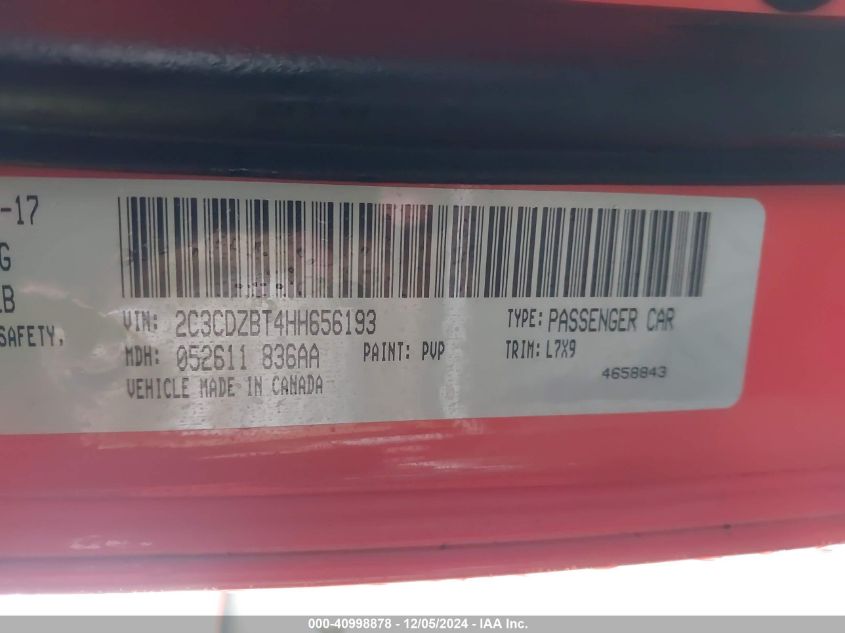 -17
G
LB
SAFETY,
VIN: 2C3CDZBT4HH656193 TYPE: PASSENGER CAR
MDH: 052611 836AA PAINT: PVP TRIM: L7X9
VEHICLE MADE IN CANADA 4658843
000-40998878 - 12/05/2024 - IAA Inc.